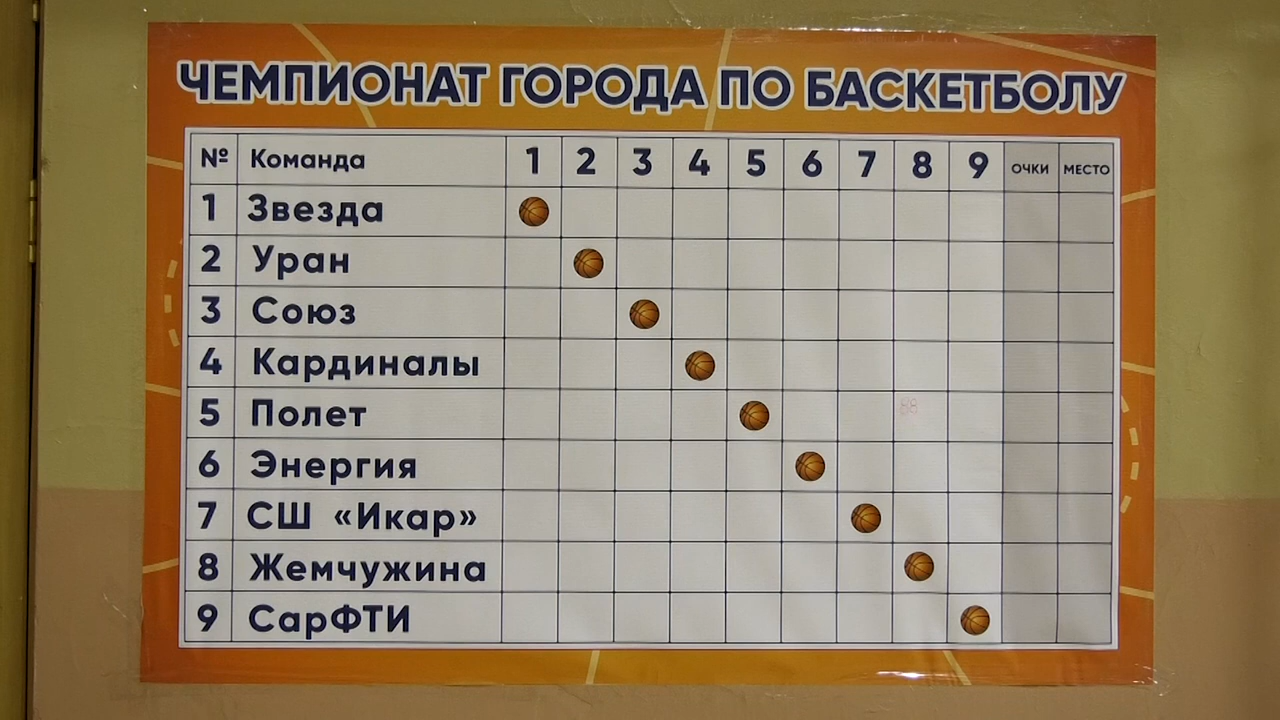 ЧЕМПИОНАТ ГОРОДА ПО БАСКЕТБОЛУ
№ Команда 1 2 3 4 5 6 7 8 9 ОЧКИ МЕСТО
1 Звезда
2 Уран
3 Союз
4 Кардиналы
5 Полет
6 Энергия
7 СШ «Икар»
8 Жемчужина
9 СарФТИ